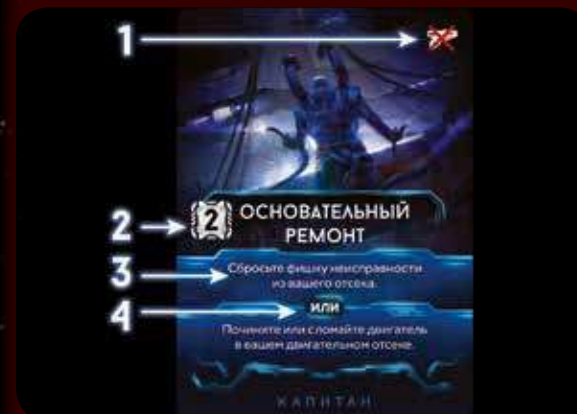 1
2
2
ОСНОВАТЕЛЬНЫЙ
РЕМОНТ
3
Сбросьте фишку неисправности
из вашего отсека.
4
ИЛИ
Почините или сломайте двигатель
в вашем двигательном отсеке.
КАПИТАН